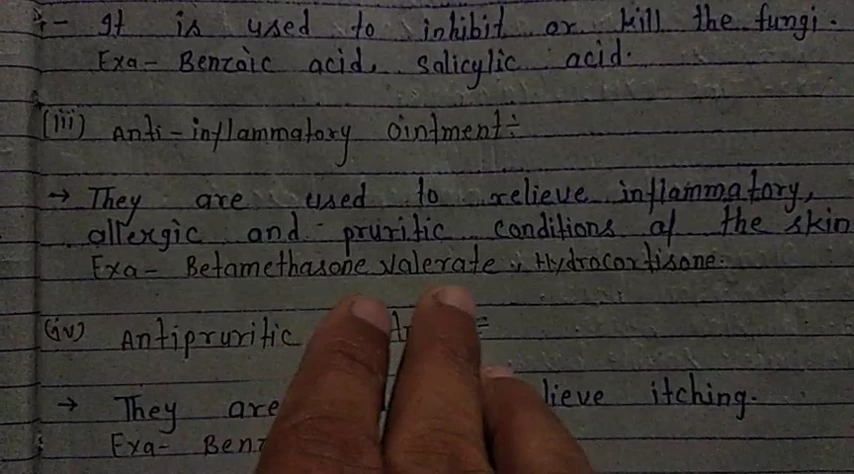 :- It is used to inhibit or kill the fungi.
Exa- Benzoic acid, Salicylic acid.
(iii) Anti-inflammatory ointment÷
→ They are used to relieve inflammatory,
allergic and pruritic conditions of the skin
Exa- Betamethasone valerate, Hydrocortisone.
(iv) Antipruritic
→ They are lieve itching.
Exa- Ben